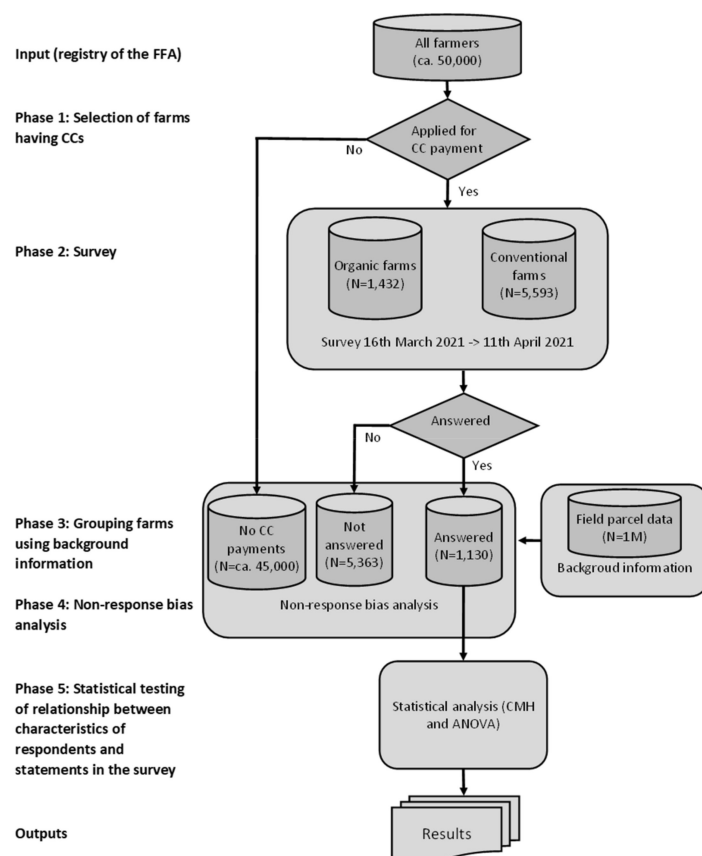 Input (registry of the FFA)
All farmers
(ca. 50,000)
Phase 1: Selection of farms
having CCs
Applied for
CC payment
No
Yes
Phase 2: Survey
Organic farms
(N=1,432)
Conventional
farms
(N=5,593)
Survey 16th March 2021 -> 11th April 2021
Answered
No
Yes
Phase 3: Grouping farms
using background
information
No CC
payments
(N=ca. 45,000)
Not
answered
(N=5,363)
Answered
(N=1,130)
Field parcel data
(N=1M)
Backgroud information
Phase 4: Non-response bias
analysis
Non-response bias analysis
Phase 5: Statistical testing
of relationship between
characteristics of
respondents and
statements in the survey
Statistical analysis (CMH
and ANOVA)
Outputs
Results